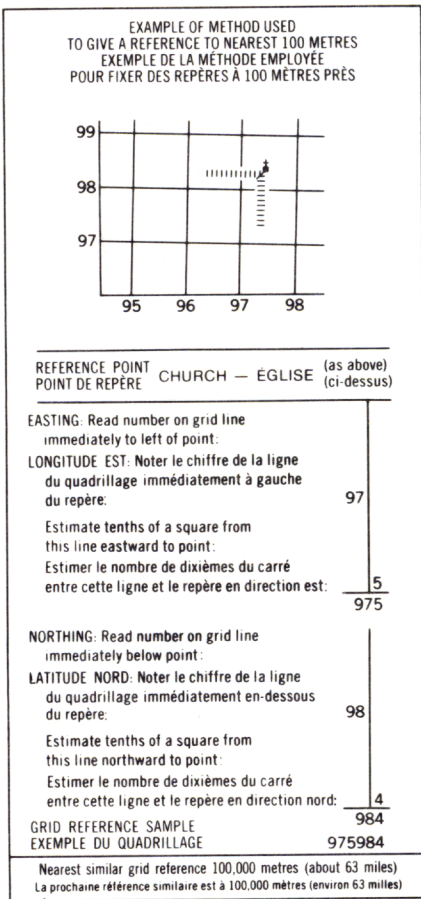 EXAMPLE OF METHOD USED
TO GIVE A REFERENCE TO NEAREST 100 METRES
EXEMPLE DE LA MÉTHODE EMPLOYÉE
POUR FIXER DES REPÈRES À 100 MÈTRES PRÈS
99
98
97
95 96 97 98
REFERENCE POINT
POINT DE REPÈRE
CHURCH — ÉGLISE
(as above)
(ci-dessus)
EASTING: Read number on grid line
immediately to left of point:
LONGITUDE EST: Noter le chiffre de la ligne
du quadrillage immédiatement à gauche
du repère: 97
Estimate tenths of a square from
this line eastward to point:
Estimer le nombre de dixièmes du carré
entre cette ligne et le repère en direction est: 5
975
NORTHING: Read number on grid line
immediately below point:
LATITUDE NORD: Noter le chiffre de la ligne
du quadrillage immédiatement en-dessous
du repère: 98
Estimate tenths of a square from
this line northward to point:
Estimer le nombre de dixièmes du carré
entre cette ligne et le repère en direction nord: 4
984
GRID REFERENCE SAMPLE
EXEMPLE DU QUADRILLAGE 975984
Nearest similar grid reference 100,000 metres (about 63 miles)
La prochaine référence similaire est à 100,000 mètres (environ 63 milles)